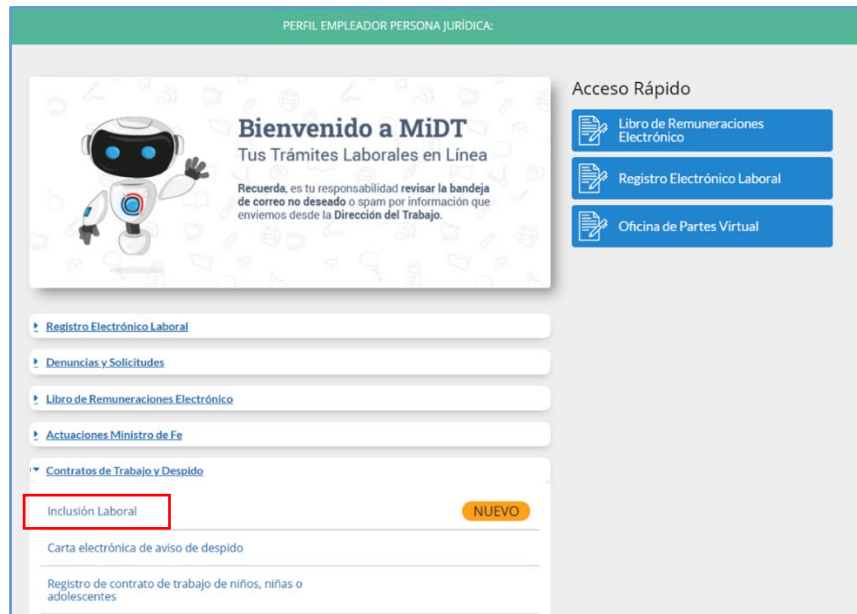 PERFIL EMPLEADOR PERSONA JURÍDICA:
Bienvenido a MiDT
Tus Trámites Laborales en Línea
Recuerda, es tu responsabilidad revisar la bandeja
de correo no deseado o spam por información que
enviemos desde la Dirección del Trabajo.
Acceso Rápido
Libro de Remuneraciones
Electrónico
Registro Electrónico Laboral
Oficina de Partes Virtual
Registro Electrónico Laboral
Denuncias y Solicitudes
Libro de Remuneraciones Electrónico
Actuaciones Ministro de Fe
Contratos de Trabajo y Despido
Inclusión Laboral NUEVO
Carta electrónica de aviso de despido
Registro de contrato de trabajo de niños, niñas o
adolescentes